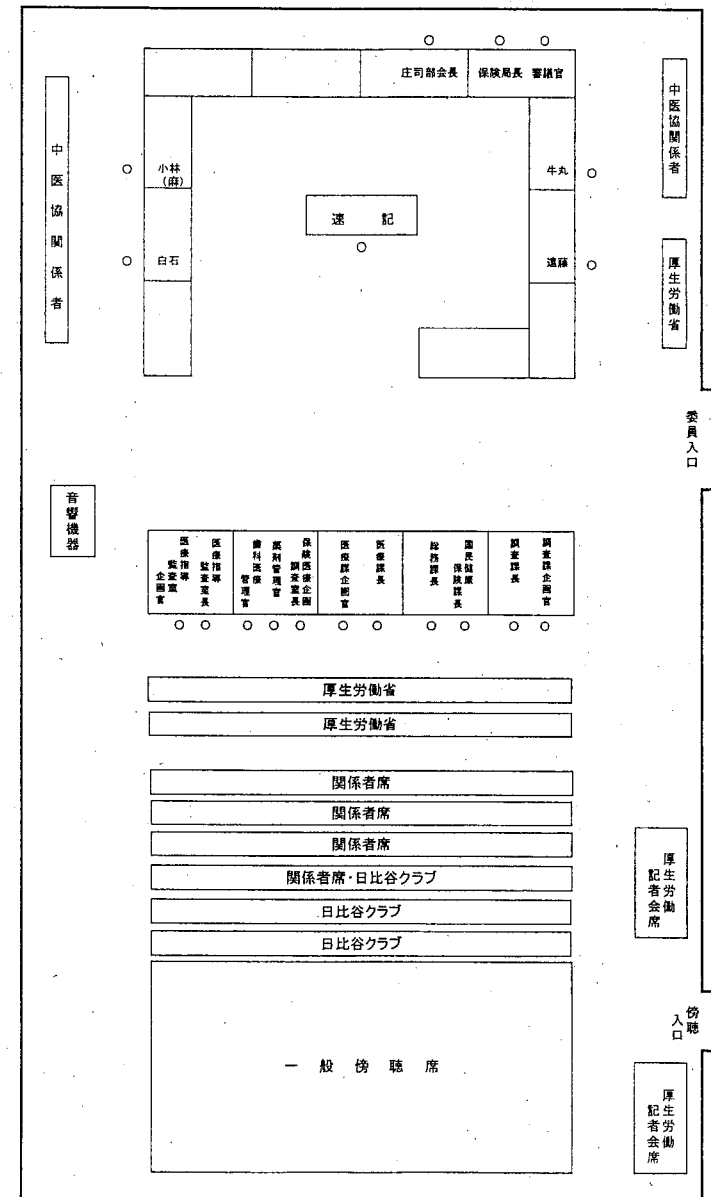 庄司部会長
保険局長 審議官
中医協関係者
中医協関係者
小林
(麻)
牛丸
速記
白石
遠藤
厚生労働省
委員入口
音響機器
医療指導
監査室
企画官
医療指導
監査室長
歯科医療
管理官
薬剤管理官
保険医療企画
調査室長
医療課企画官
医療課長
総務課長
国民健康
保険課長
調査課長
調査課企画官
厚生労働省
厚生労働省
関係者席
関係者席
関係者席
関係者席・日比谷クラブ
日比谷クラブ
日比谷クラブ
厚生労働
記者会席
傍聴
入口
一般傍聴席
厚生労働
記者会席